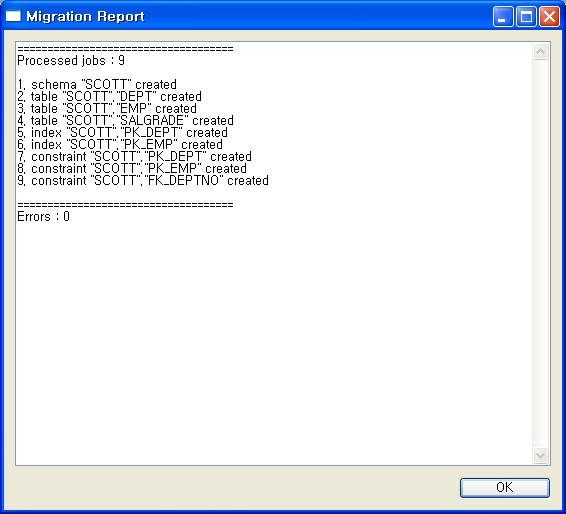 Migration Report
====================================
Processed jobs : 9
1. schema "SCOTT" created
2. table "SCOTT"."DEPT" created
3. table "SCOTT"."EMP" created
4. table "SCOTT"."SALGRADE" created
5. index "SCOTT"."PK_DEPT" created
6. index "SCOTT"."PK_EMP" created
7. constraint "SCOTT"."PK_DEPT" created
8. constraint "SCOTT"."PK_EMP" created
9. constraint "SCOTT"."FK_DEPTNO" created
====================================
Errors : 0
OK